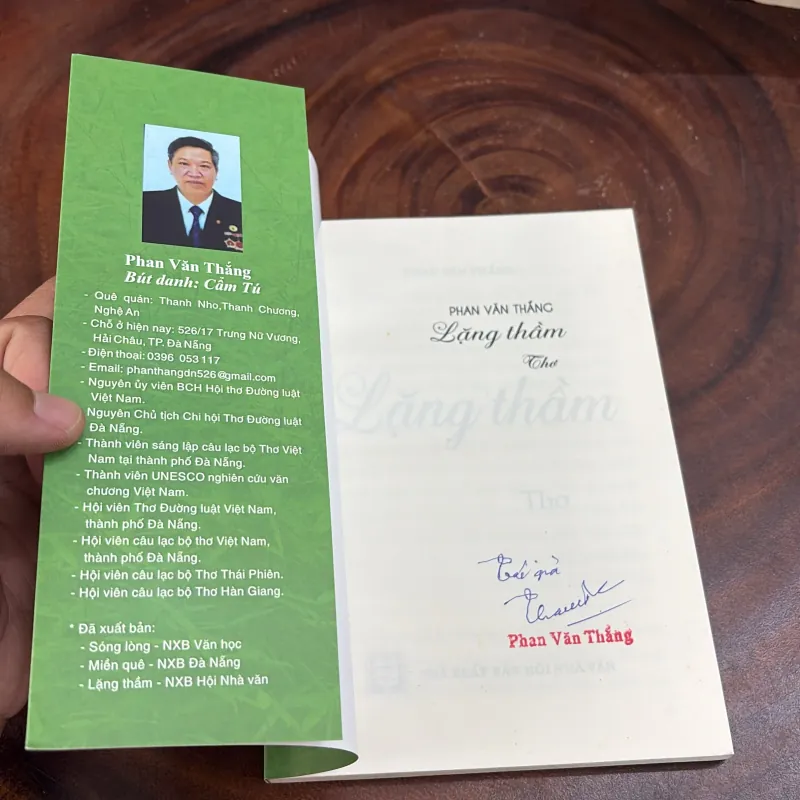 Phan Văn Thắng
Bút danh: Cẩm Tú
- Quê quán: Thanh Nho,Thanh Chương,
Nghệ An
- Chỗ ở hiện nay: 526/17 Trưng Nữ Vương,
Hải Châu, TP. Đà Nẵng
- Điện thoại: 0396 053 117
- Email: phanthangdn526@gmail.com
- Nguyên ủy viên BCH Hội thơ Đường luật
Việt Nam.
Nguyên Chủ tịch Chi hội Thơ Đường luật
Đà Nẵng.
- Thành viên sáng lập câu lạc bộ Thơ Việt
Nam tại thành phố Đà Nẵng.
- Thành viên UNESCO nghiên cứu văn
chương Việt Nam.
- Hội viên Thơ Đường luật Việt Nam,
thành phố Đà Nẵng.
- Hội viên câu lạc bộ thơ Việt Nam,
thành phố Đà Nẵng.
- Hội viên câu lạc bộ Thơ Thái Phiên.
- Hội viên câu lạc bộ Thơ Hàn Giang.
* Đã xuất bản:
- Sóng lòng - NXB Văn học
- Miền quê - NXB Đà Nẵng
- Lặng thầm - NXB Hội Nhà văn
PHAN VĂN THẮNG
Lặng thầm
Thơ
Lặng thầm
Thơ
Tác giả
Phan Văn Thắng